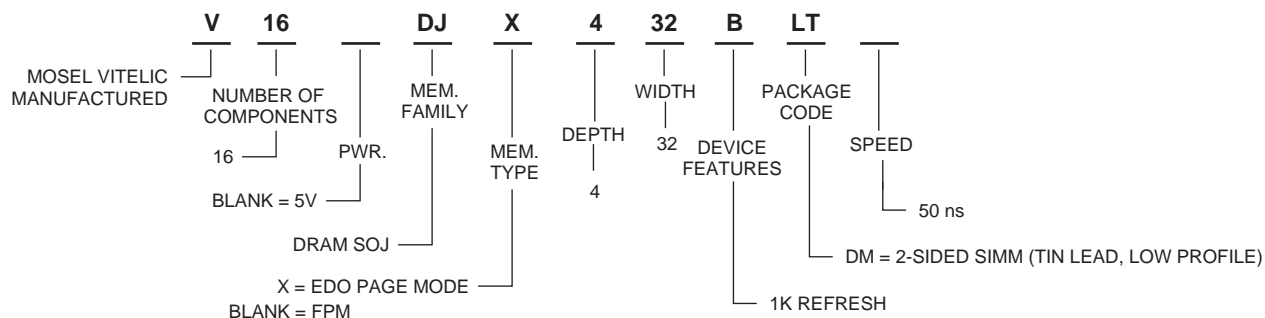 V 16 DJ X 4 32 B LT
MOSEL VITELIC
MANUFACTURED
NUMBER OF
COMPONENTS
16
PWR.
BLANK = 5V
MEM.
FAMILY
DRAM SOJ
MEM.
TYPE
X = EDO PAGE MODE
BLANK = FPM
DEPTH
4
WIDTH
32
DEVICE
FEATURES
1K REFRESH
PACKAGE
CODE
DM = 2-SIDED SIMM (TIN LEAD, LOW PROFILE)
SPEED
50 ns